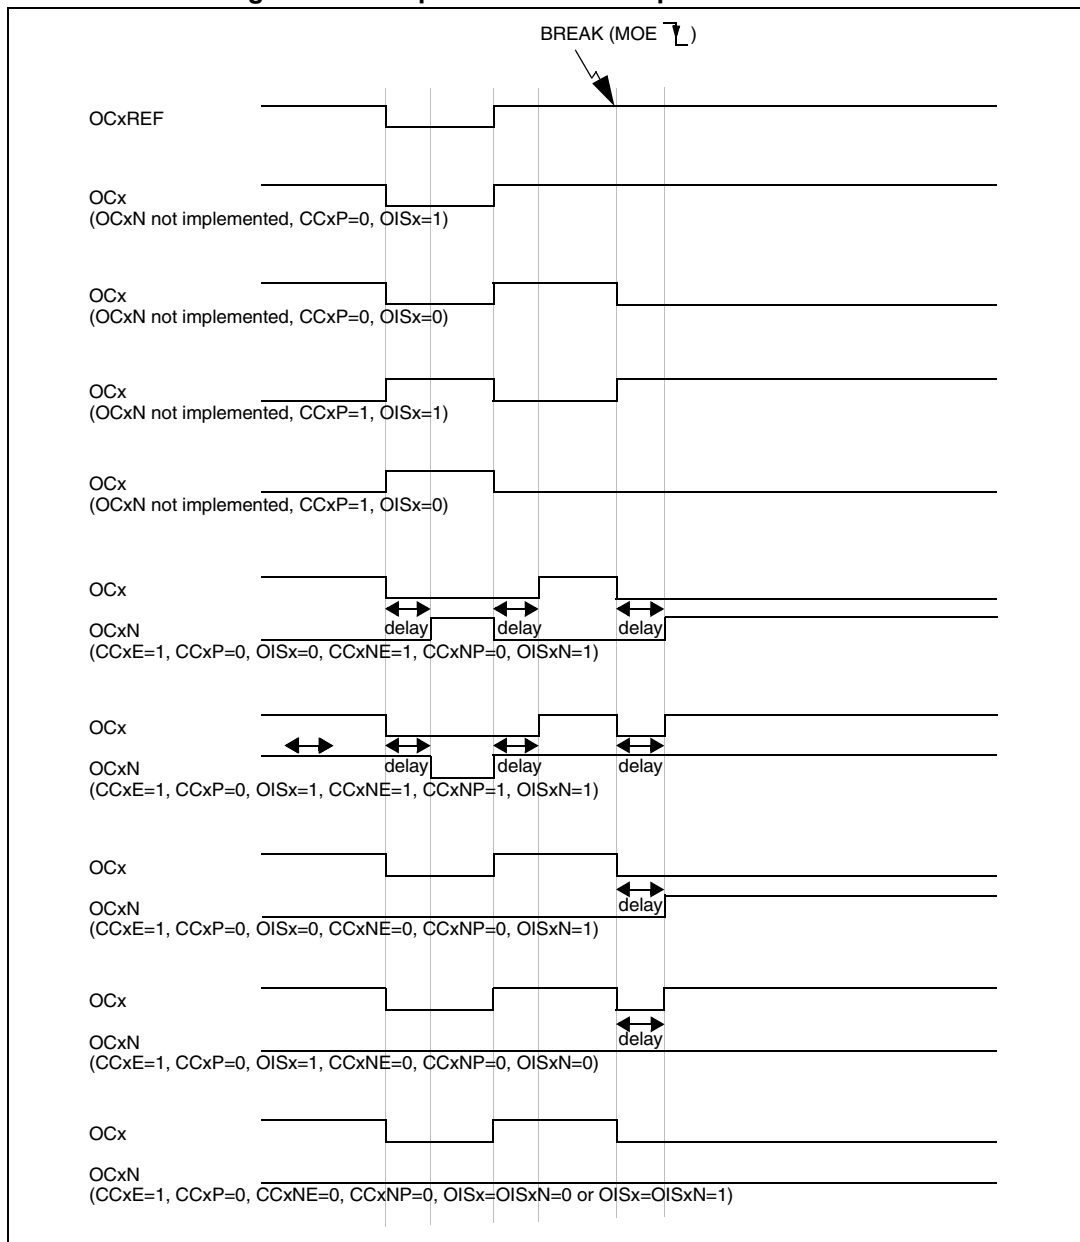 BREAK (MOE )
OCxREF
OCx
(OCxN not implemented, CCxP=0, OISx=1)
OCx
(OCxN not implemented, CCxP=0, OISx=0)
OCx
(OCxN not implemented, CCxP=1, OISx=1)
OCx
(OCxN not implemented, CCxP=1, OISx=0)
OCx
delay delay delay
OCxN
(CCxE=1, CCxP=0, OISx=0, CCxNE=1, CCxNP=0, OISxN=1)
OCx
delay delay delay
OCxN
(CCxE=1, CCxP=0, OISx=1, CCxNE=1, CCxNP=1, OISxN=1)
OCx
delay
OCxN
(CCxE=1, CCxP=0, OISx=0, CCxNE=0, CCxNP=0, OISxN=1)
OCx
delay
OCxN
(CCxE=1, CCxP=0, OISx=1, CCxNE=0, CCxNP=0, OISxN=0)
OCx
OCxN
(CCxE=1, CCxP=0, CCxNE=0, CCxNP=0, OISx=OISxN=0 or OISx=OISxN=1)